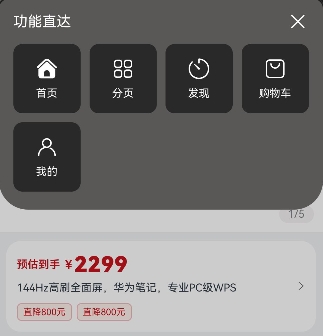 功能直达
首页
分页
发现
购物车
我的
1/5
预估到手 ¥2299
144Hz高刷全面屏，华为笔记，专业PC级WPS
直降800元 直降800元